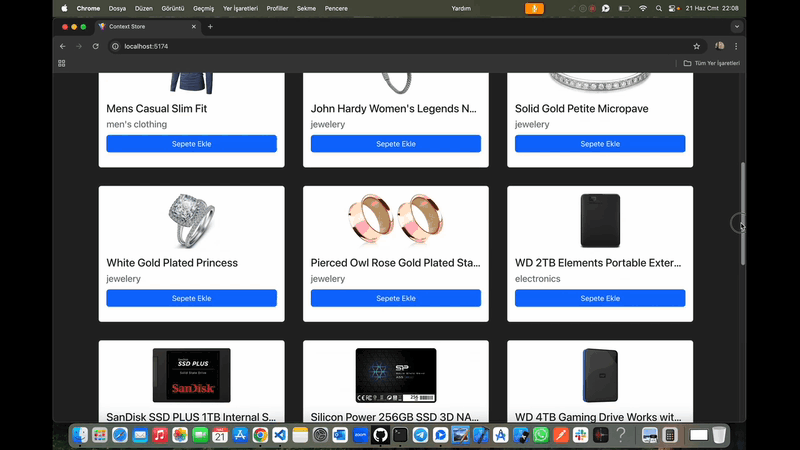 Chrome Dosya Düzen Görüntü Geçmiş Yer İşaretleri Profiller Sekme Pencere Yardım 21 Haz Cmt 22:08
Context Store
localhost:5174
Tüm Yer İşaretleri
Mens Casual Slim Fit
men's clothing
Sepete Ekle
John Hardy Women's Legends N...
jewelery
Sepete Ekle
Solid Gold Petite Micropave
jewelery
Sepete Ekle
White Gold Plated Princess
jewelery
Sepete Ekle
Pierced Owl Rose Gold Plated Sta...
jewelery
Sepete Ekle
WD 2TB Elements Portable Exter...
electronics
Sepete Ekle
SSD PLUS
SanDisk
SanDisk SSD PLUS 1TB Internal S...
SP
256
Silicon Power 256GB SSD 3D NA...
WD 4TB Gaming Drive Works wit...
21
zoom